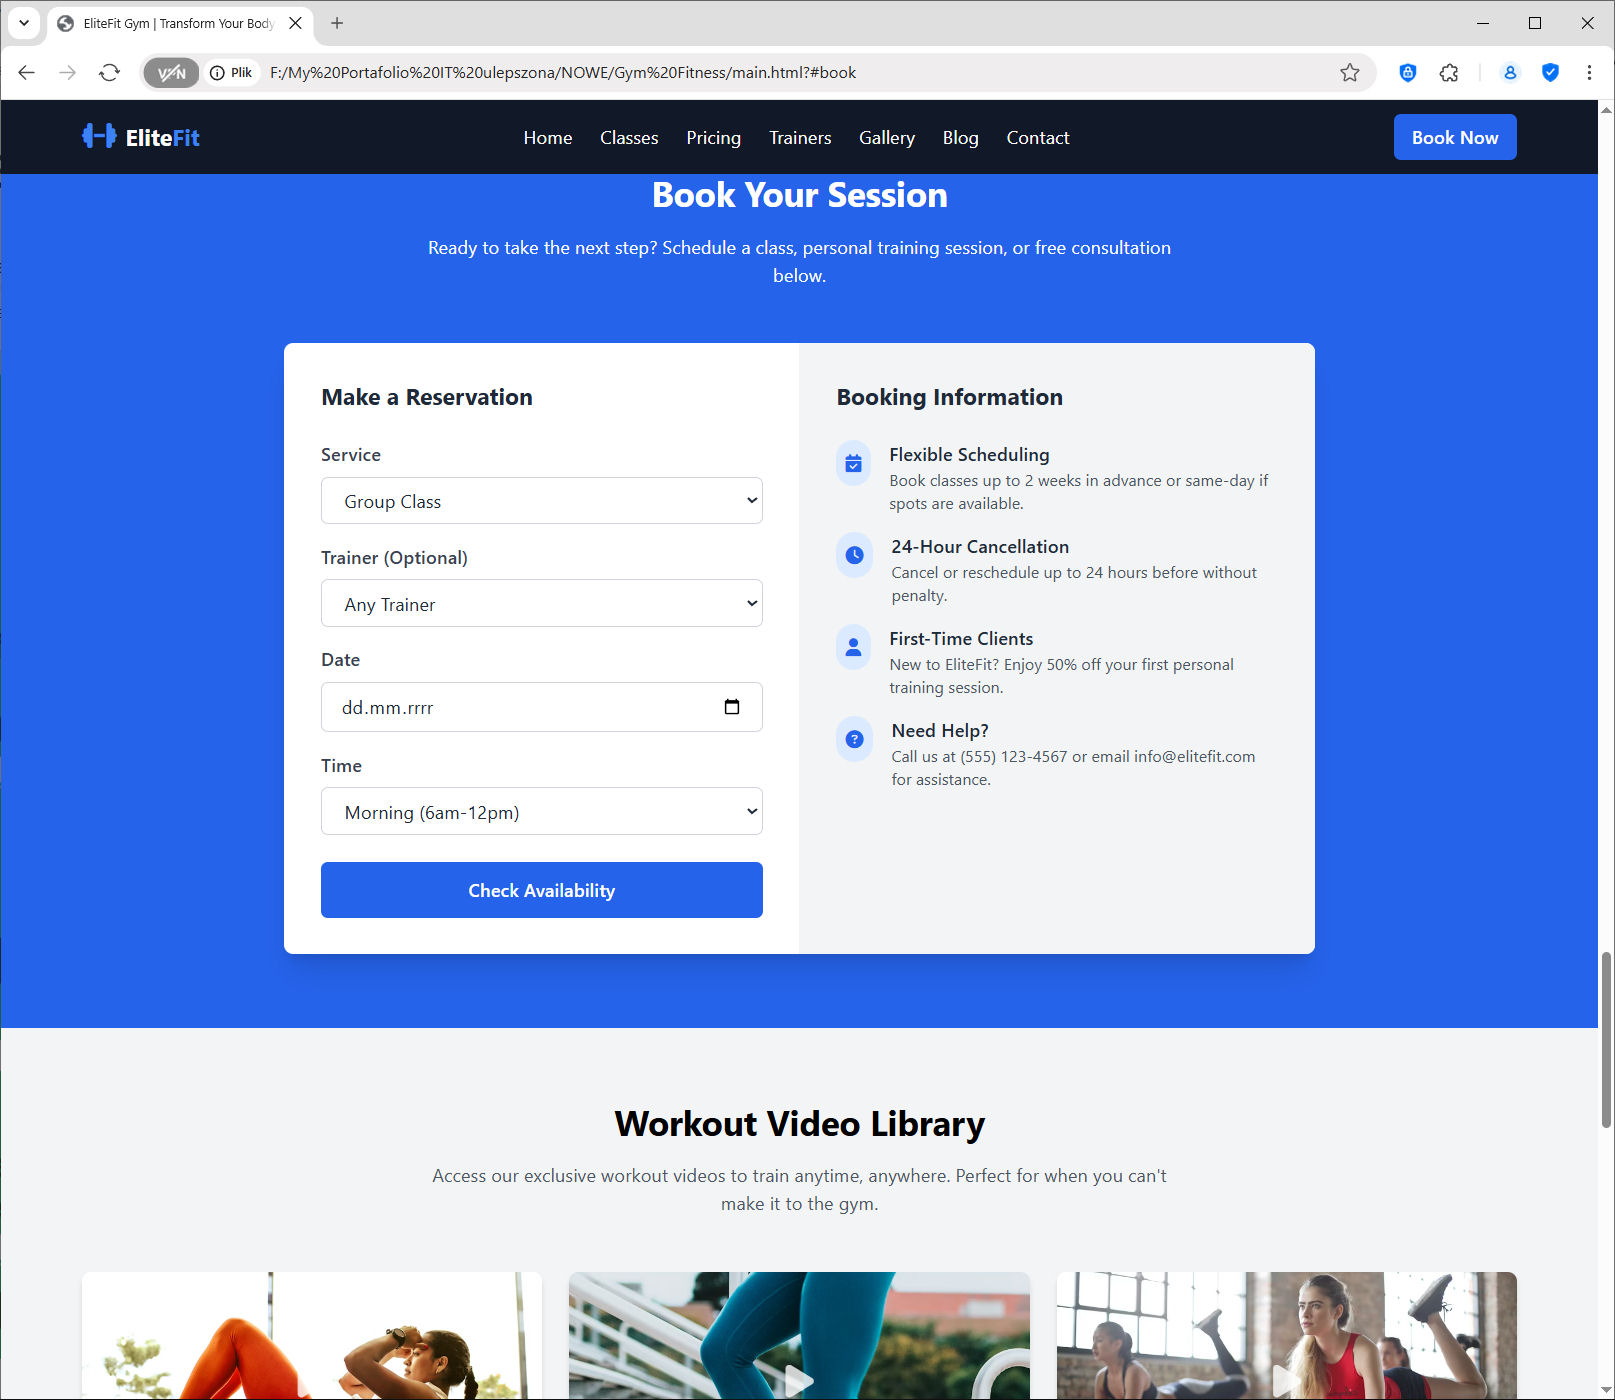 EliteFit Gym | Transform Your Body
VPN
Plik
F:/My%20Portafolio%20IT%20ulepszona/NOWE/Gym%20Fitness/main.html?#book
EliteFit
Home
Classes
Pricing
Trainers
Gallery
Blog
Contact
Book Now
Book Your Session
Ready to take the next step? Schedule a class, personal training session, or free consultation
below.
Make a Reservation
Service
Group Class
Trainer (Optional)
Any Trainer
Date
dd.mm.rrrr
Time
Morning (6am-12pm)
Check Availability
Booking Information
Flexible Scheduling
Book classes up to 2 weeks in advance or same-day if
spots are available.
24-Hour Cancellation
Cancel or reschedule up to 24 hours before without
penalty.
First-Time Clients
New to EliteFit? Enjoy 50% off your first personal
training session.
Need Help?
Call us at (555) 123-4567 or email info@elitefit.com
for assistance.
Workout Video Library
Access our exclusive workout videos to train anytime, anywhere. Perfect for when you can't
make it to the gym.